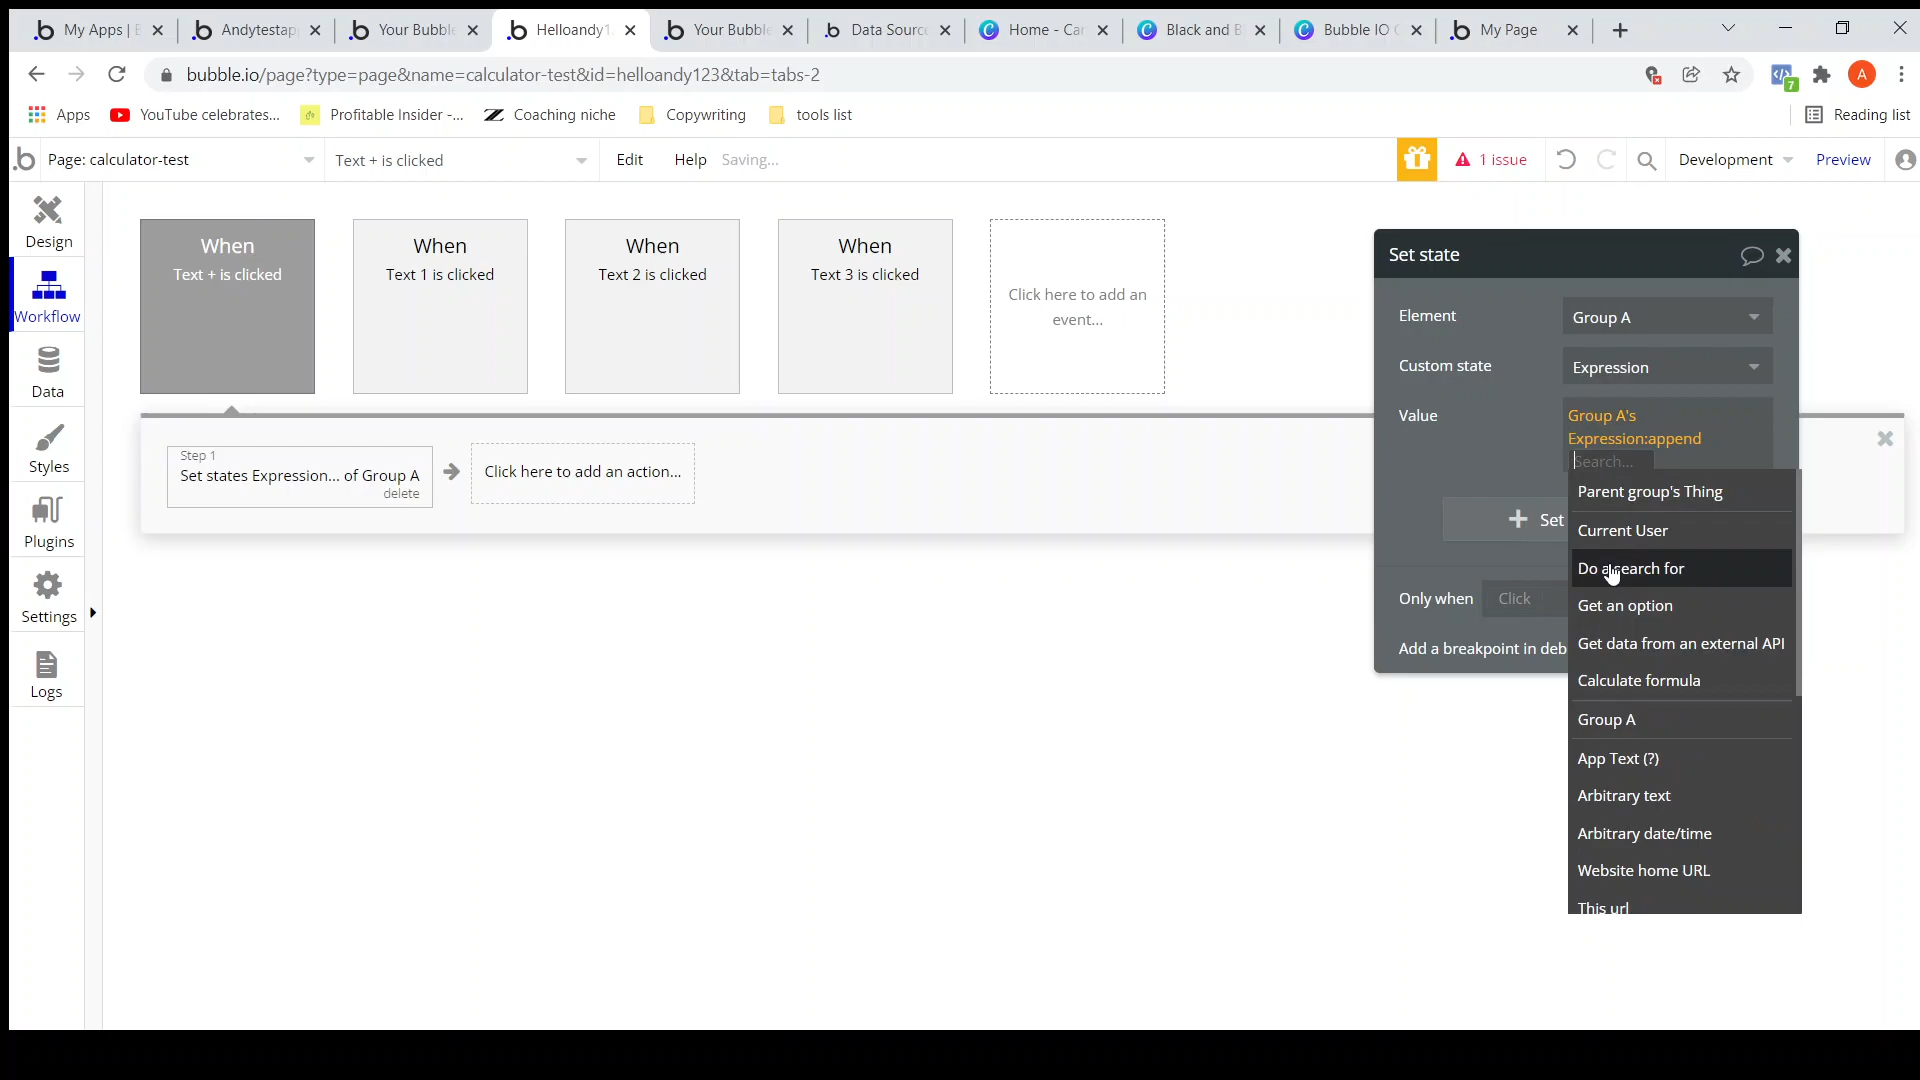 My Apps | B
Andytestap
Your Bubble
Helloandy1
Your Bubble
Data Source
Home - Can
Black and B
Bubble IO C
My Page
bubble.io/page?type=page&name=calculator-test&id=helloandy123&tab=tabs-2
A
7
Apps
YouTube celebrates...
Profitable Insider -...
Coaching niche
Copywriting
tools list
Reading list
Page: calculator-test
Text + is clicked
Edit
Help
Saving...
1 issue
Development
Preview
Design
Workflow
Data
Styles
Plugins
Settings
Logs
When
Text + is clicked
When
Text 1 is clicked
When
Text 2 is clicked
When
Text 3 is clicked
Click here to add an
event...
Step 1
Set states Expression... of Group A
delete
Click here to add an action...
Set state
Element
Group A
Custom state
Expression
Value
Group A's
Expression:append
Search...
Set
Only when
Click
Add a breakpoint in deb
Parent group's Thing
Current User
Do a search for
Get an option
Get data from an external API
Calculate formula
Group A
App Text (?)
Arbitrary text
Arbitrary date/time
Website home URL
This url